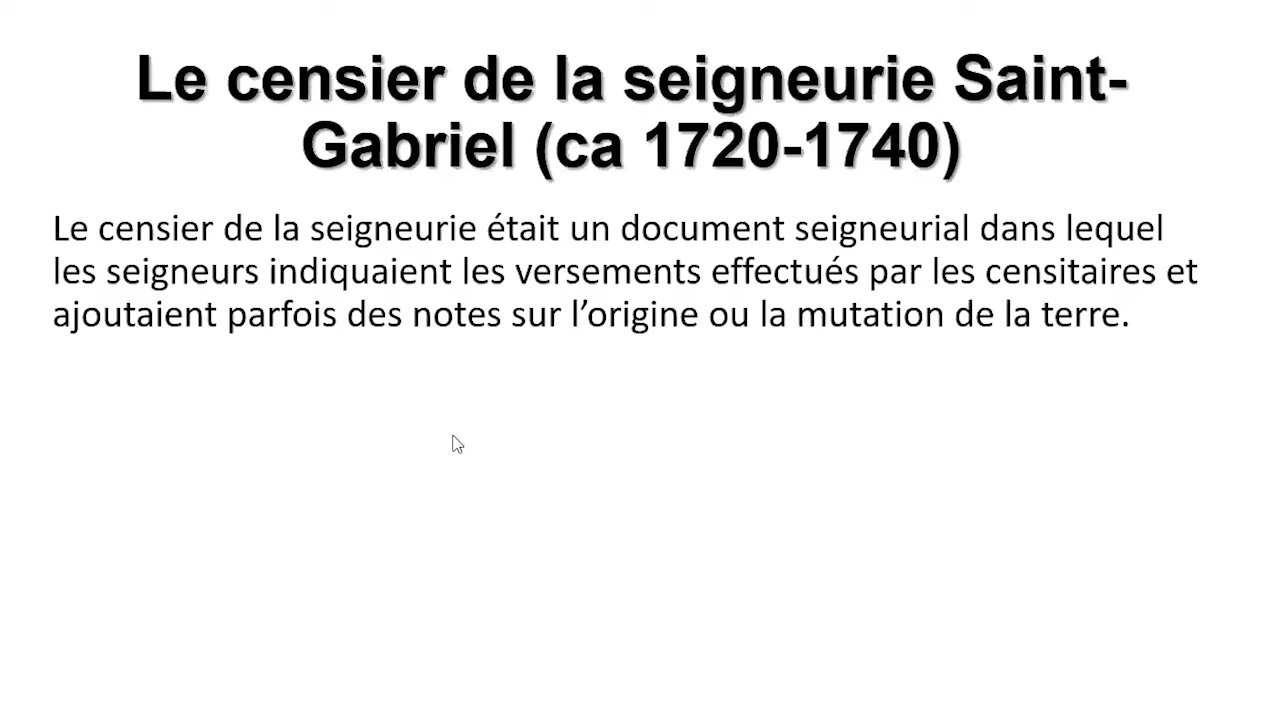 Le censier de la seigneurie Saint-
Gabriel (ca 1720-1740)
Le censier de la seigneurie était un document seigneurial dans lequel
les seigneurs indiquaient les versements effectués par les censitaires et
ajoutaient parfois des notes sur l’origine ou la mutation de la terre.